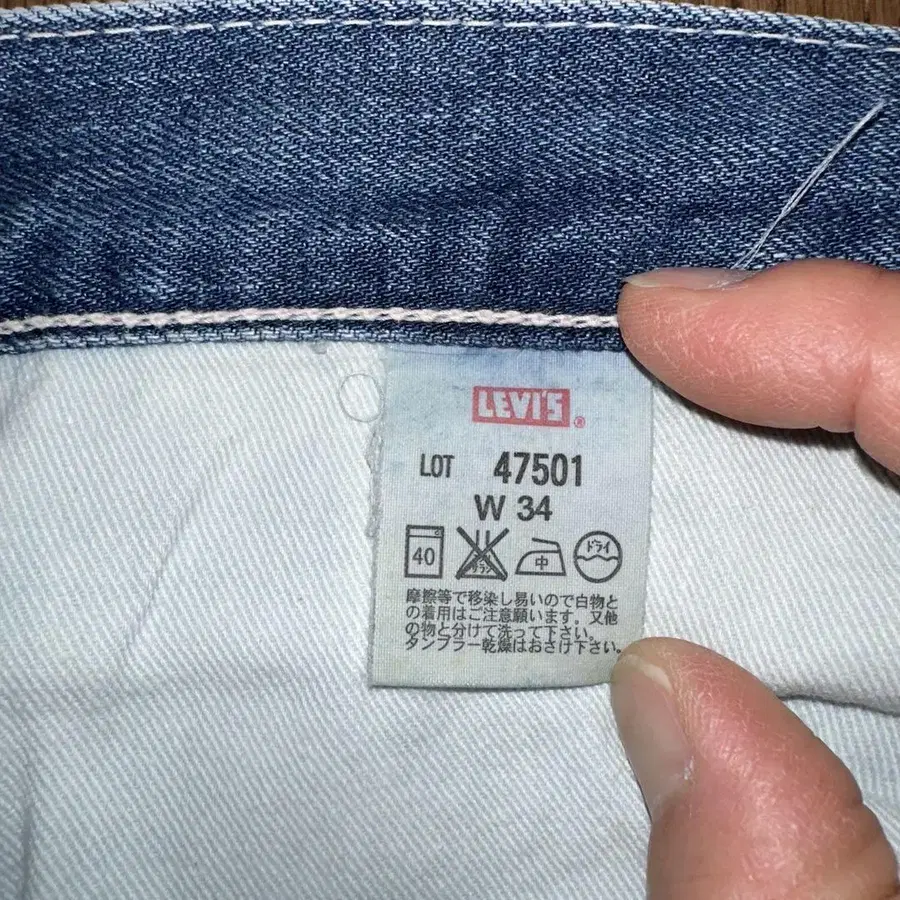 LEVI'S ®
LOT 47501
W 34
40 中 ドライ
摩擦等で移染し易いので白物と
の着用はご注意願います。又他
の物と分けて洗って下さい。
タンブラー乾燥はおさけ下さい。